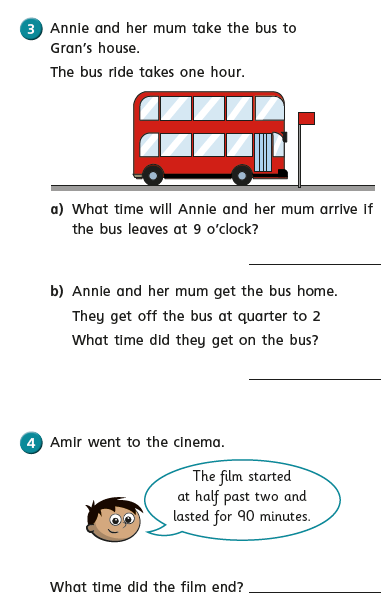 3 Annie and her mum take the bus to
Gran's house.
The bus ride takes one hour.
a) What time will Annie and her mum arrive if
the bus leaves at 9 o'clock?
b) Annie and her mum get the bus home.
They get off the bus at quarter to 2
What time did they get on the bus?
4 Amir went to the cinema.
The film started
at half past two and
lasted for 90 minutes.
What time did the film end?